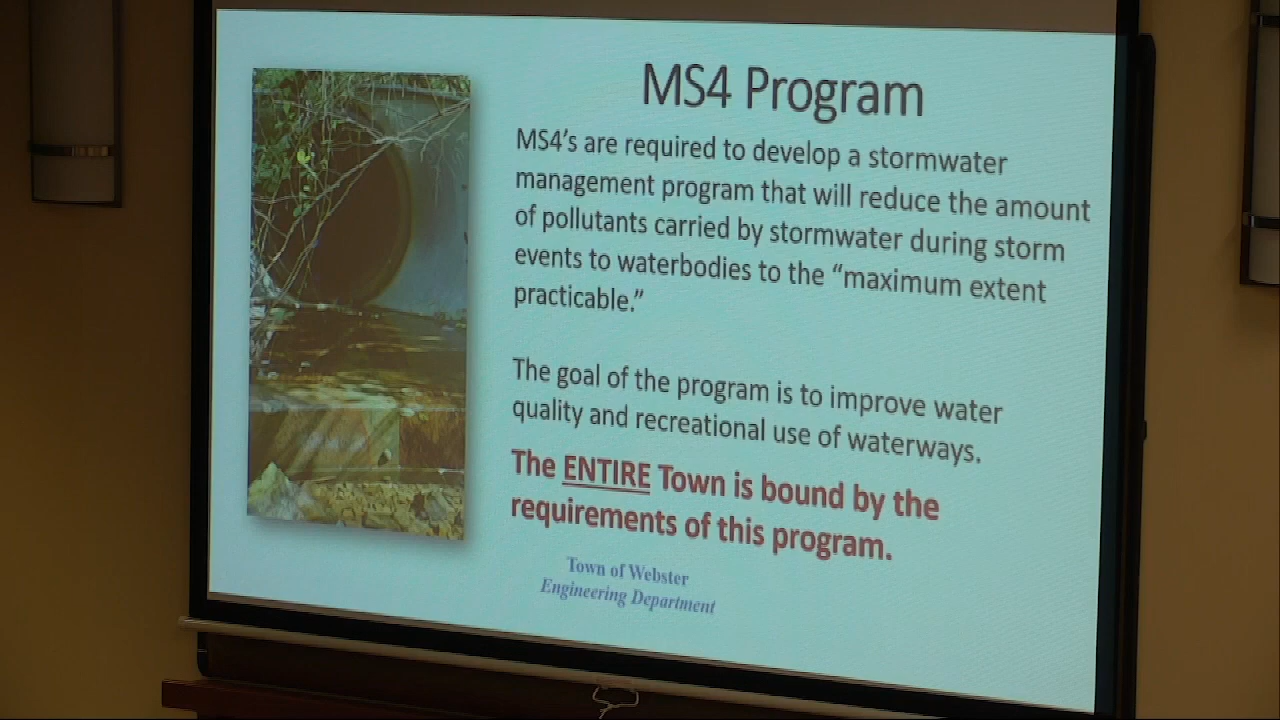 MS4 Program
MS4's are required to develop a stormwater
management program that will reduce the amount
of pollutants carried by stormwater during storm
events to waterbodies to the “maximum extent
practicable.”
The goal of the program is to improve water
quality and recreational use of waterways.
The ENTIRE Town is bound by the
requirements of this program.
Town of Webster
Engineering Department